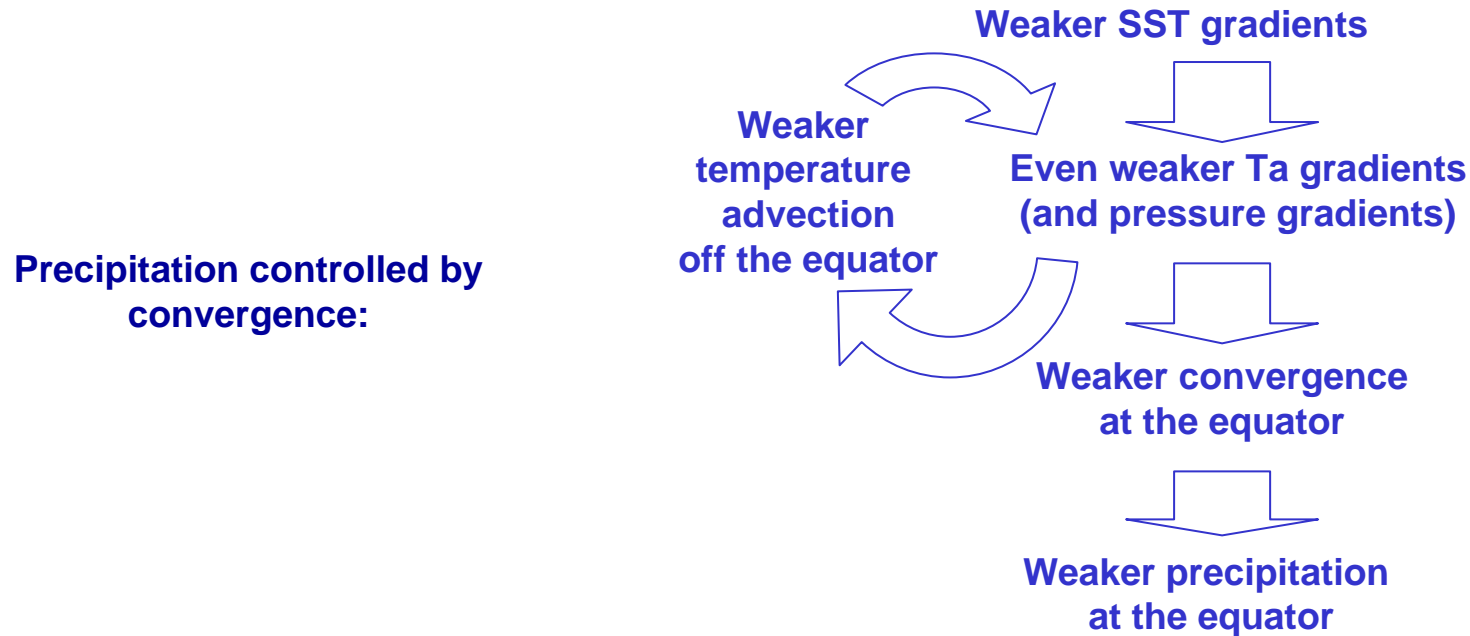 Precipitation controlled by
convergence:
Weaker SST gradients
Weaker
temperature
advection
off the equator
Even weaker Ta gradients
(and pressure gradients)
Weaker convergence
at the equator
Weaker precipitation
at the equator